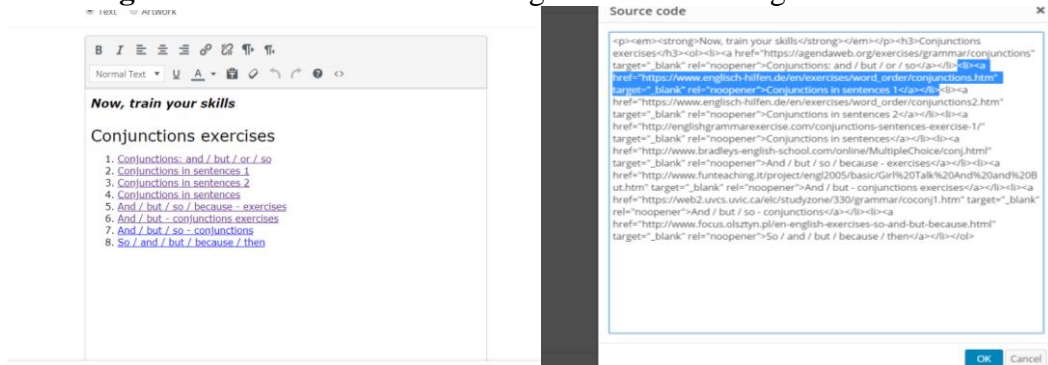 Text Artwork
B I
Normal Text U A
Now, train your skills
Conjunctions exercises
1. Conjunctions: and / but / or / so
2. Conjunctions in sentences 1
3. Conjunctions in sentences 2
4. Conjunctions in sentences
5. And / but / so / because - exercises
6. And / but - conjunctions exercises
7. And / but / so - conjunctions
8. So / and / but / because / then
Source code
<p><em><strong>Now, train your skills</strong></em></p><h3>Conjunctions
exercises</h3><ol><li><a href="https://agendaweb.org/exercises/grammar/conjunctions"
target="_blank" rel="noopener">Conjunctions: and / but / or / so</a></li><li><a
href="https://www.englisch-hilfen.de/en/exercises/word_order/conjunctions.htm"
target="_blank" rel="noopener">Conjunctions in sentences 1</a></li><li><a
href="https://www.englisch-hilfen.de/en/exercises/word_order/conjunctions2.htm"
target="_blank" rel="noopener">Conjunctions in sentences 2</a></li><li><a
href="http://englishgrammarexercise.com/conjunctions-sentences-exercise-1/"
target="_blank" rel="noopener">Conjunctions in sentences</a></li><li><a
href="http://www.bradleys-english-school.com/online/MultipleChoice/conj.html"
target="_blank" rel="noopener">And / but / so / because - exercises</a></li><li><a
href="http://www.funteaching.it/project/engl2005/basic/Girl%20Talk%20And%20and%20B
ut.htm" target="_blank" rel="noopener">And / but - conjunctions exercises</a></li><li><a
href="https://web2.uvcs.uvic.ca/elc/studyzone/330/grammar/coconj1.htm" target="_blank"
rel="noopener">And / but / so - conjunctions</a></li><li><a
href="http://www.focus.olsztyn.pl/en-english-exercises-so-and-but-because.html"
target="_blank" rel="noopener">So / and / but / because / then</a></li></ol>
OK Cancel